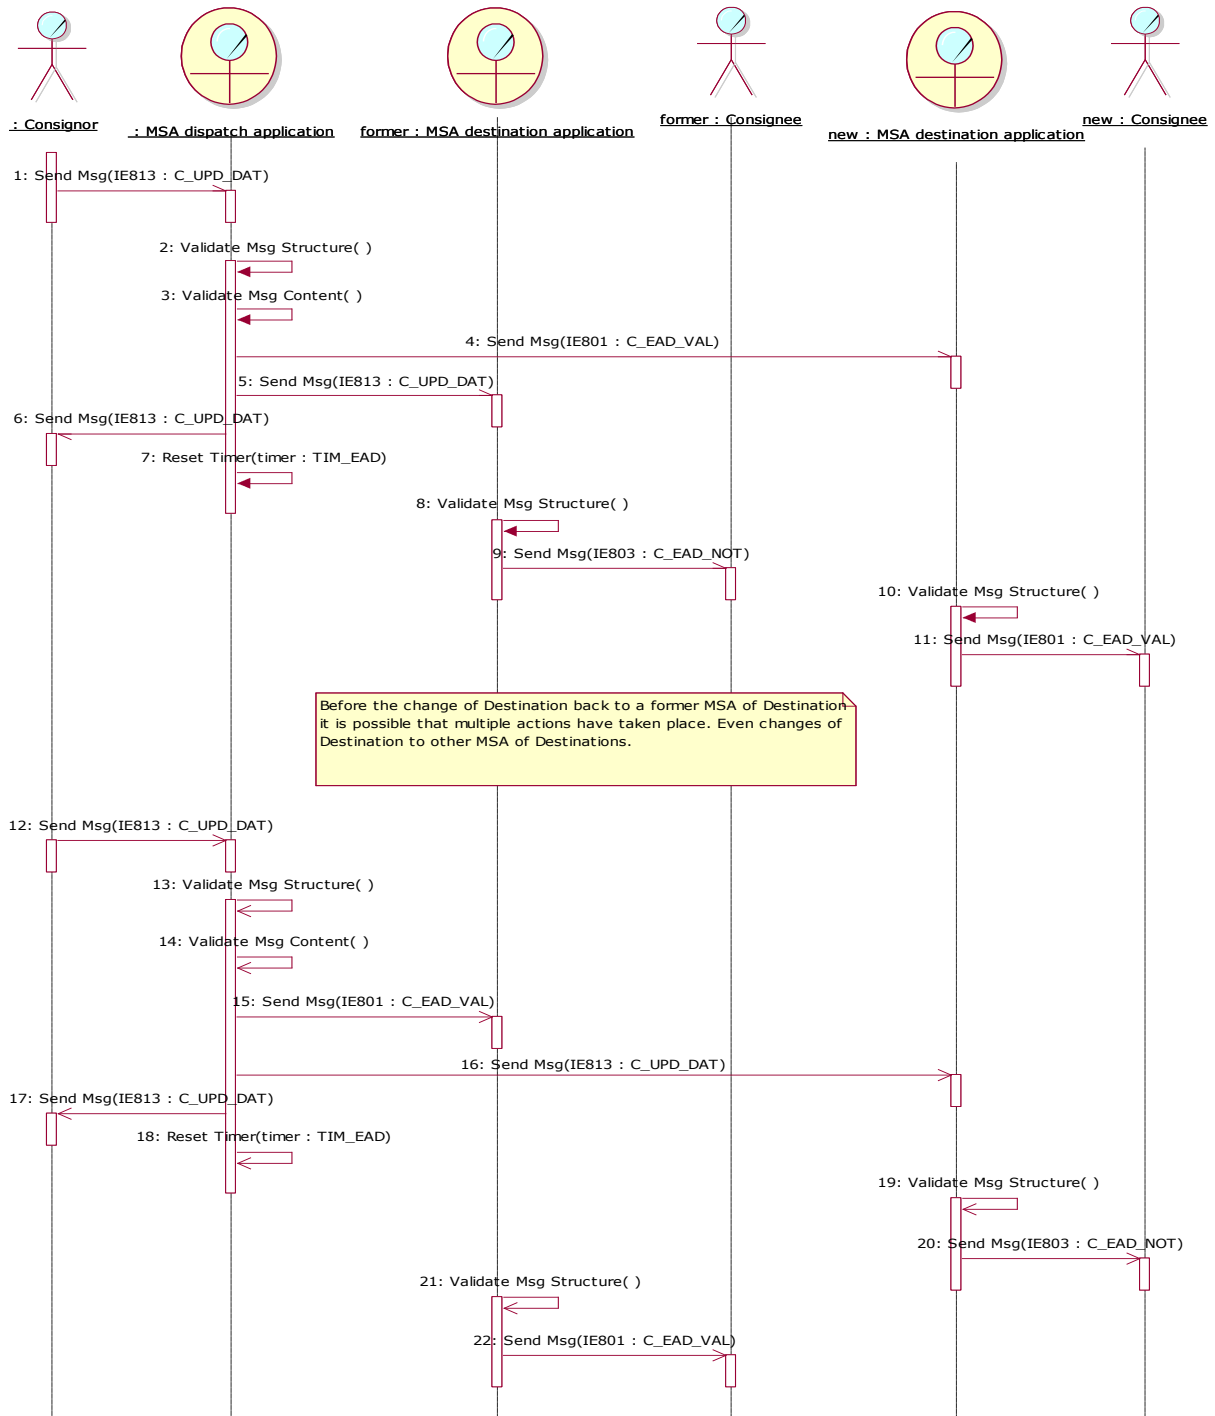 : Consignor
: MSA dispatch application
former : MSA destination application
former : Consignee
new : MSA destination application
new : Consignee
1: Send Msg(IE813 : C_UPD_DAT)
2: Validate Msg Structure( )
3: Validate Msg Content( )
4: Send Msg(IE801 : C_EAD_VAL)
5: Send Msg(IE813 : C_UPD_DAT)
6: Send Msg(IE813 : C_UPD_DAT)
7: Reset Timer(timer : TIM_EAD)
8: Validate Msg Structure( )
9: Send Msg(IE803 : C_EAD_NOT)
10: Validate Msg Structure( )
11: Send Msg(IE801 : C_EAD_VAL)
Before the change of Destination back to a former MSA of Destination
it is possible that multiple actions have taken place. Even changes of
Destination to other MSA of Destinations.
12: Send Msg(IE813 : C_UPD_DAT)
13: Validate Msg Structure( )
14: Validate Msg Content( )
15: Send Msg(IE801 : C_EAD_VAL)
16: Send Msg(IE813 : C_UPD_DAT)
17: Send Msg(IE813 : C_UPD_DAT)
18: Reset Timer(timer : TIM_EAD)
19: Validate Msg Structure( )
20: Send Msg(IE803 : C_EAD_NOT)
21: Validate Msg Structure( )
22: Send Msg(IE801 : C_EAD_VAL)